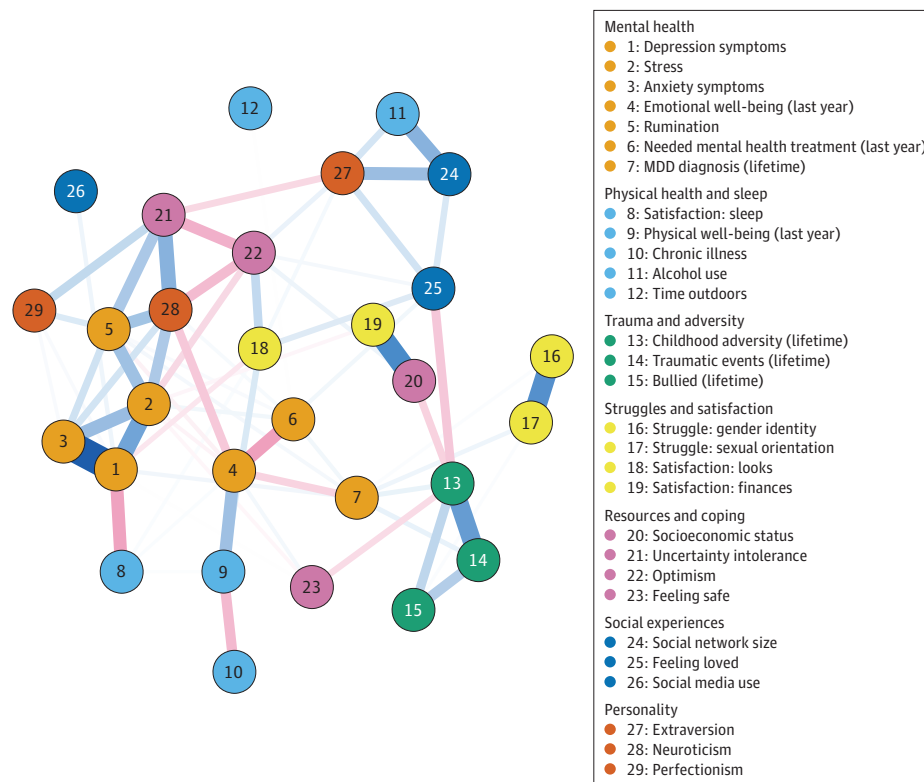 12
11
27
24
26
21
22
25
29
28
5
19
18
16
20
2
6
17
3
1
4
7
13
14
8
9
23
15
10
Mental health
1: Depression symptoms
2: Stress
3: Anxiety symptoms
4: Emotional well-being (last year)
5: Rumination
6: Needed mental health treatment (last year)
7: MDD diagnosis (lifetime)
Physical health and sleep
8: Satisfaction: sleep
9: Physical well-being (last year)
10: Chronic illness
11: Alcohol use
12: Time outdoors
Trauma and adversity
13: Childhood adversity (lifetime)
14: Traumatic events (lifetime)
15: Bullied (lifetime)
Struggles and satisfaction
16: Struggle: gender identity
17: Struggle: sexual orientation
18: Satisfaction: looks
19: Satisfaction: finances
Resources and coping
20: Socioeconomic status
21: Uncertainty intolerance
22: Optimism
23: Feeling safe
Social experiences
24: Social network size
25: Feeling loved
26: Social media use
Personality
27: Extraversion
28: Neuroticism
29: Perfectionism